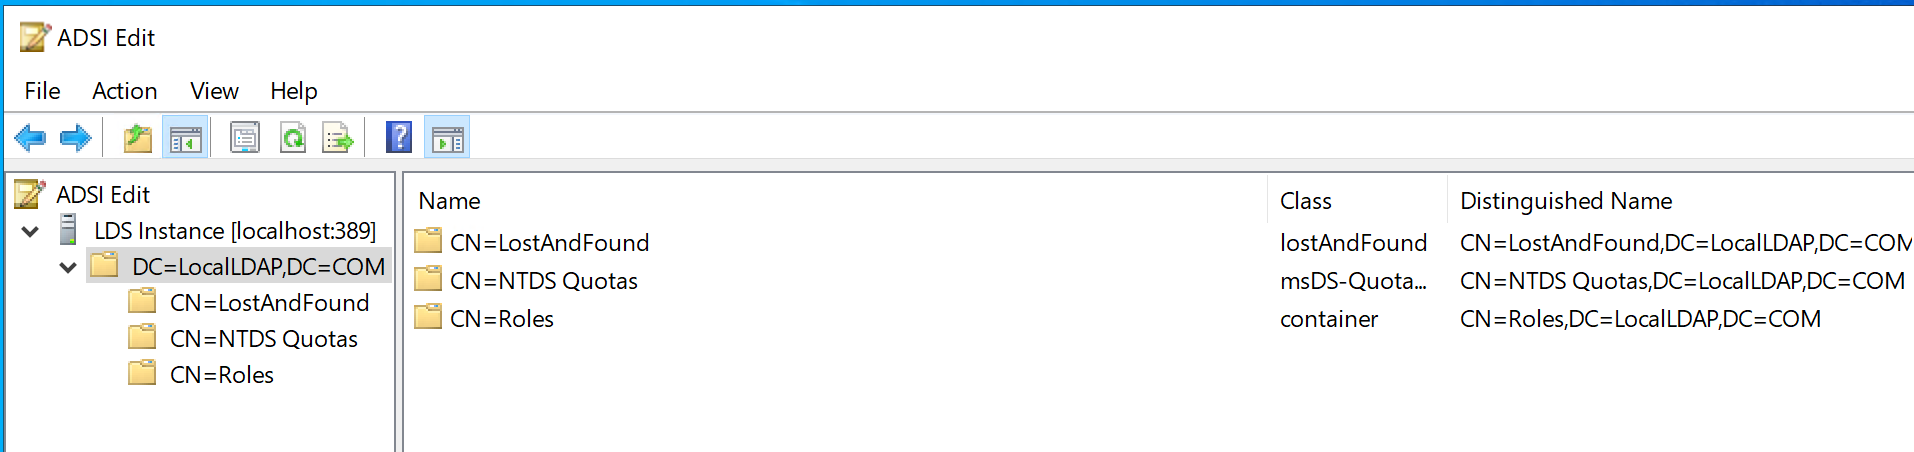 ADSI Edit
File Action View Help
ADSI Edit
LDS Instance [localhost:389]
DC=LocalLDAP,DC=COM
CN=LostAndFound
CN=NTDS Quotas
CN=Roles
Name Class Distinguished Name
CN=LostAndFound lostAndFound CN=LostAndFound,DC=LocalLDAP,DC=COM
CN=NTDS Quotas msDS-Quota... CN=NTDS Quotas,DC=LocalLDAP,DC=COM
CN=Roles container CN=Roles,DC=LocalLDAP,DC=COM